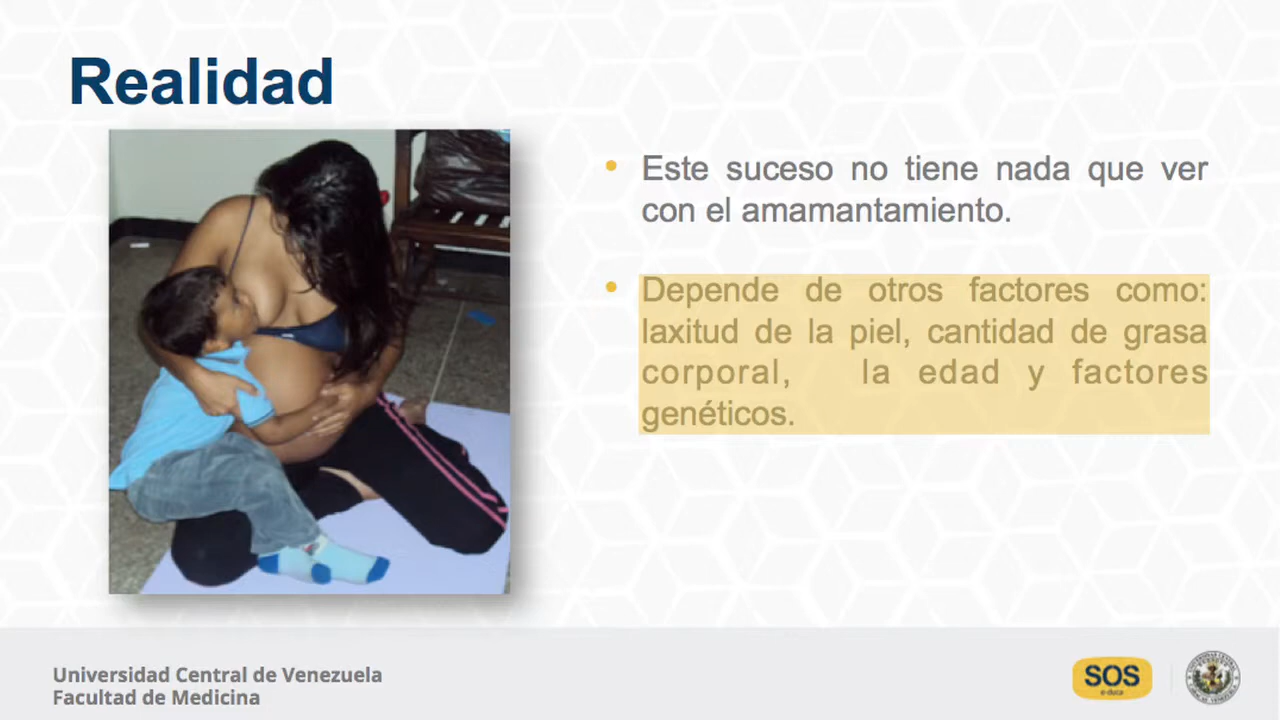 Realidad
• Este suceso no tiene nada que ver
con el amamantamiento.
• Depende de otros factores como:
laxitud de la piel, cantidad de grasa
corporal, la edad y factores
genéticos.
Universidad Central de Venezuela
Facultad de Medicina
SOS
e-duca